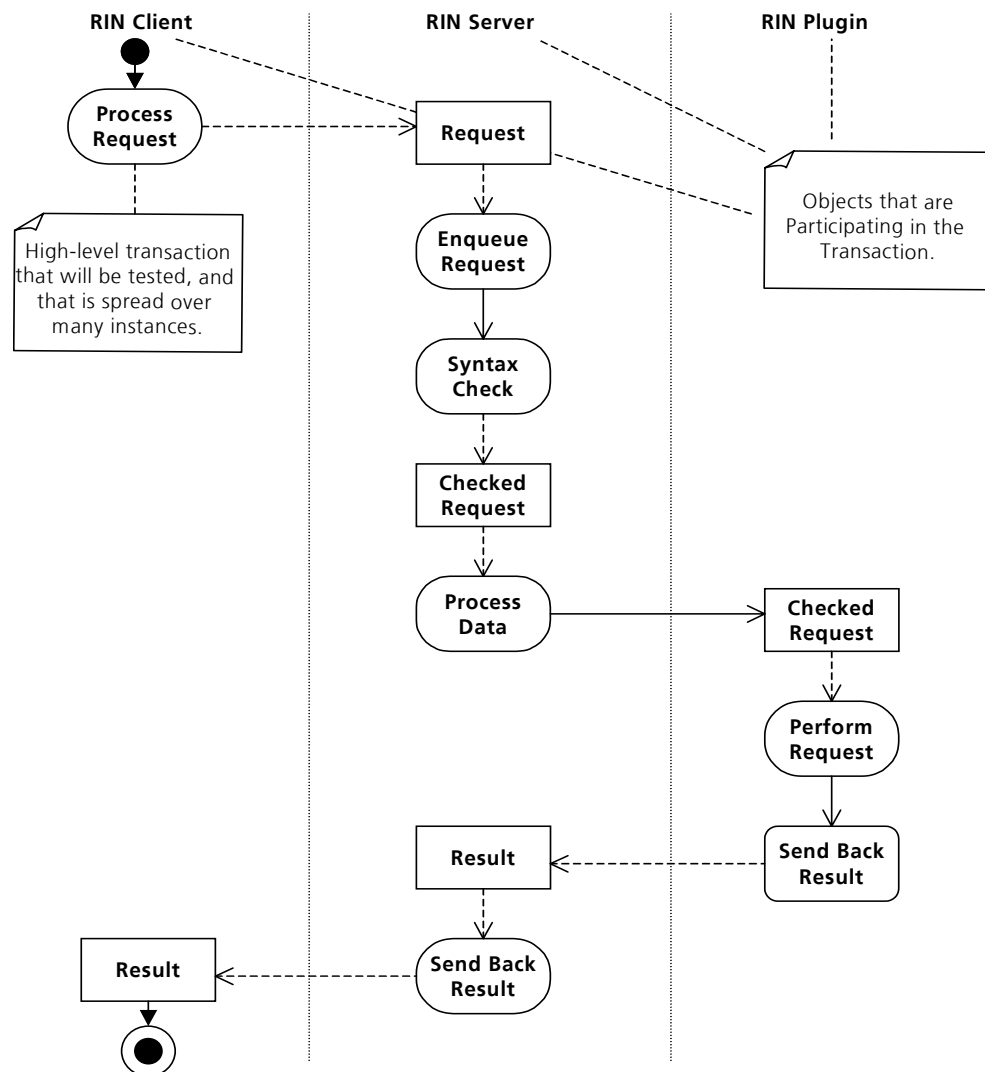 RIN Client
RIN Server
RIN Plugin
Process
Request
Request
High-level transaction
that will be tested, and
that is spread over
many instances.
Objects that are
Participating in the
Transaction.
Enqueue
Request
Syntax
Check
Checked
Request
Process
Data
Checked
Request
Perform
Request
Send Back
Result
Result
Send Back
Result
Result